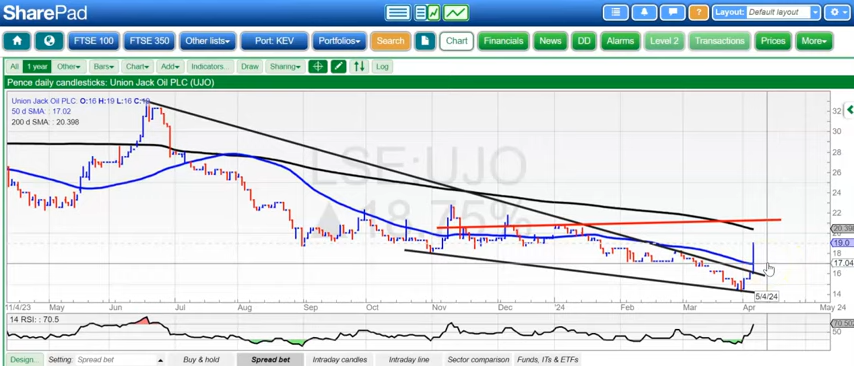 SharePad
Layout: Default layout
FTSE 100 FTSE 350 Other lists Port: KEV Portfolios Search Chart Financials News DD Alarms Level 2 Transactions Prices More
All 1 year Other Bars Chart Add Indicators... Draw Sharing Log
Pence daily candlesticks: Union Jack Oil PLC (UJO)
Union Jack Oil PLC O:16 H:19 L:16 C:19
50 d SMA: 17.02
200 d SMA: 20.398
LSE:UJO
▲18.75%
32
30
28
26
24
22
20
20.398
19.0
18
17.04
16
14
5/4/24
11/4/23 Jun Jul Aug Sep Oct Nov Dec '24 Feb Mar Apr May 24
14 RSI: 70.5
70.502
50
Design... Setting: Spread bet Buy & hold Spread bet Intraday candles Intraday line Sector comparison Funds, ITs & ETFs